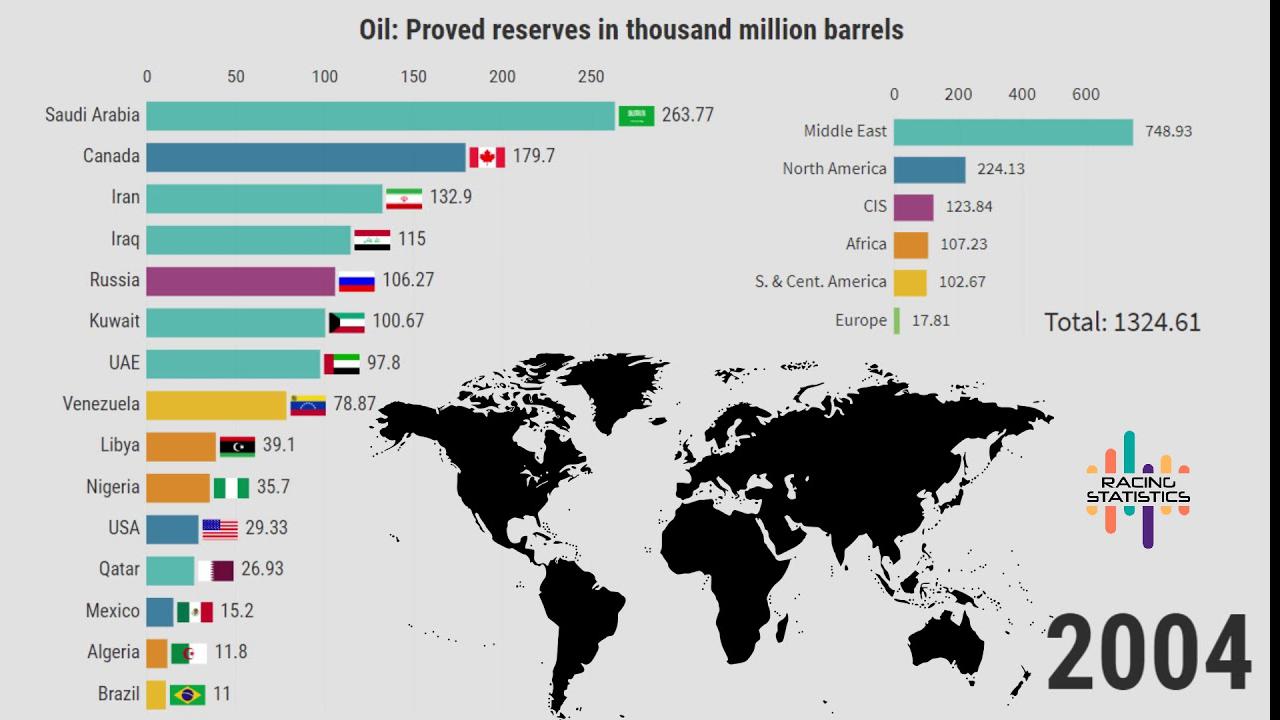 Oil: Proved reserves in thousand million barrels
0 50 100 150 200 250
Saudi Arabia 263.77
Canada 179.7
Iran 132.9
Iraq 115
Russia 106.27
Kuwait 100.67
UAE 97.8
Venezuela 78.87
Libya 39.1
Nigeria 35.7
USA 29.33
Qatar 26.93
Mexico 15.2
Algeria 11.8
Brazil 11
0 200 400 600
Middle East 748.93
North America 224.13
CIS 123.84
Africa 107.23
S. & Cent. America 102.67
Europe 17.81
Total: 1324.61
RACING
STATISTICS
2004